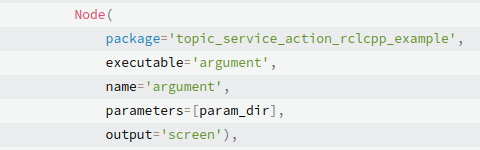 Node(
package='topic_service_action_rclcpp_example',
executable='argument',
name='argument',
parameters=[param_dir],
output='screen'),